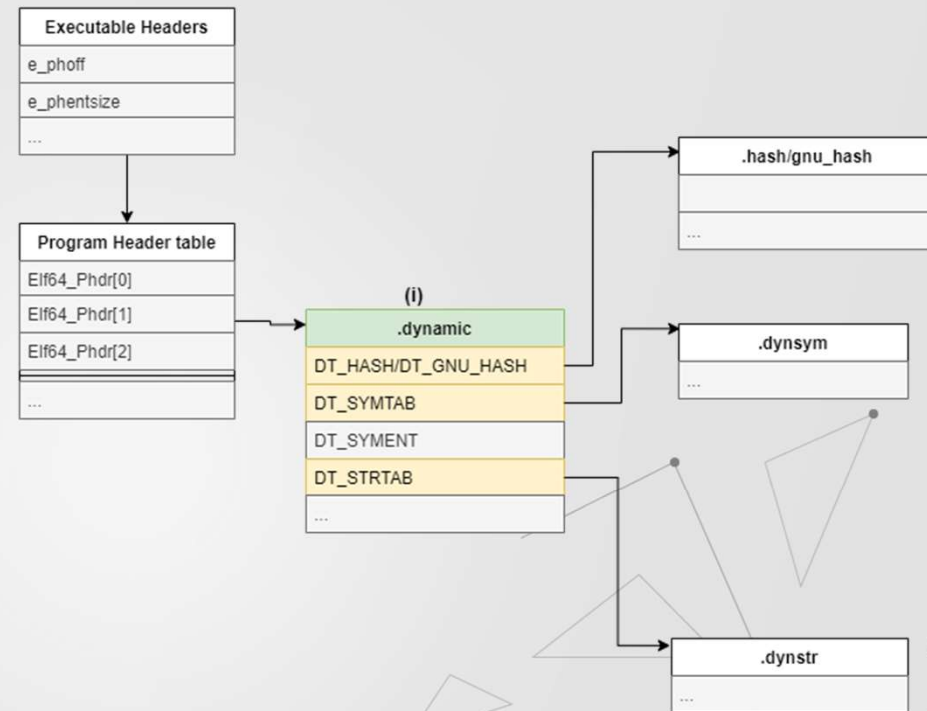 Executable Headers
e_phoff
e_phentsize
...
Program Header table
Elf64_Phdr[0]
Elf64_Phdr[1]
Elf64_Phdr[2]
...
(i)
.dynamic
DT_HASH/DT_GNU_HASH
DT_SYMTAB
DT_SYMENT
DT_STRTAB
...
.hash/gnu_hash
...
.dynsym
...
.dynstr
...